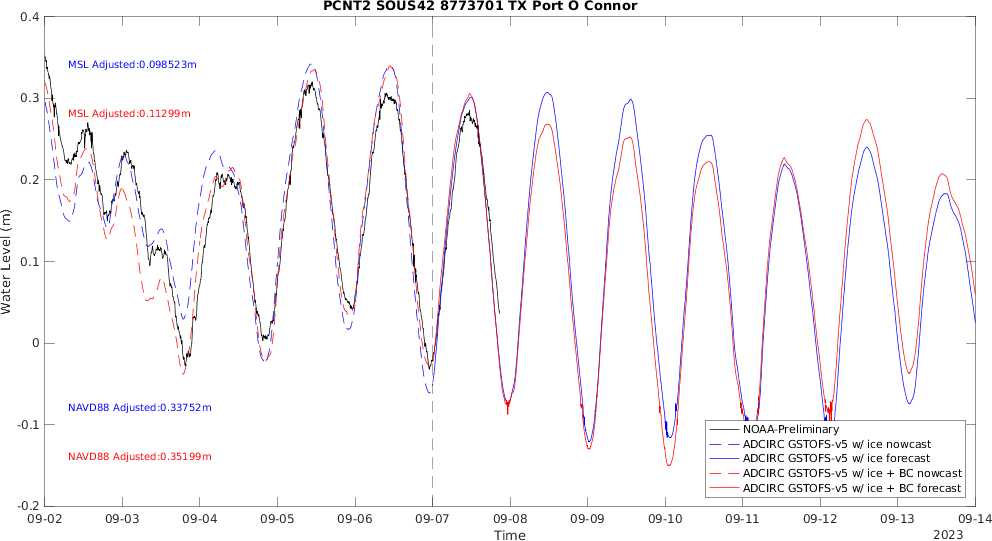 PCNT2 SOUS42 8773701 TX Port O Connor
0.4
0.3
0.2
0.1
0
-0.1
-0.2
Water Level (m)
MSL Adjusted:0.098523m
MSL Adjusted:0.11299m
NAVD88 Adjusted:0.33752m
NAVD88 Adjusted:0.35199m
NOAA-Preliminary
ADCIRC GSTOFS-v5 w/ ice nowcast
ADCIRC GSTOFS-v5 w/ ice forecast
ADCIRC GSTOFS-v5 w/ ice + BC nowcast
ADCIRC GSTOFS-v5 w/ ice + BC forecast
09-02 09-03 09-04 09-05 09-06 09-07 09-08 09-09 09-10 09-11 09-12 09-13 09-14
Time
2023